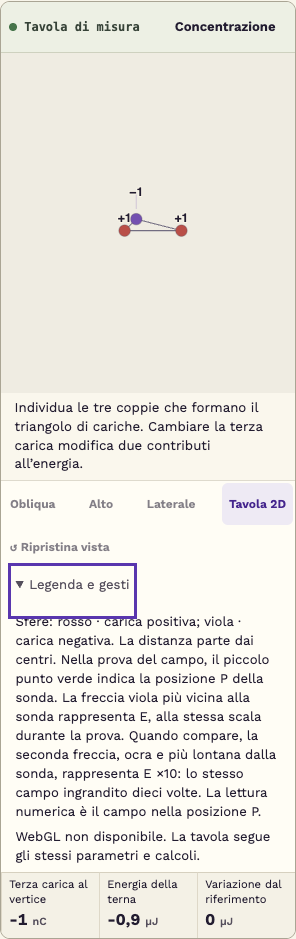 Tavola di misura Concentrazione
−1
+1 +1
Individua le tre coppie che formano il
triangolo di cariche. Cambiare la terza
carica modifica due contributi
all’energia.
Obliqua Alto Laterale Tavola 2D
↺ Ripristina vista
▼ Legenda e gesti
Sfere: rosso · carica positiva; viola ·
carica negativa. La distanza parte dai
centri. Nella prova del campo, il piccolo
punto verde indica la posizione P della
sonda. La freccia viola più vicina alla
sonda rappresenta E, alla stessa scala
durante la prova. Quando compare, la
seconda freccia, ocra e più lontana dalla
sonda, rappresenta E ×10: lo stesso
campo ingrandito dieci volte. La lettura
numerica è il campo nella posizione P.
WebGL non disponibile. La tavola segue
gli stessi parametri e calcoli.
Terza carica al Energia della Variazione dal
vertice terna riferimento
-1 nC -0,9 µJ 0 µJ